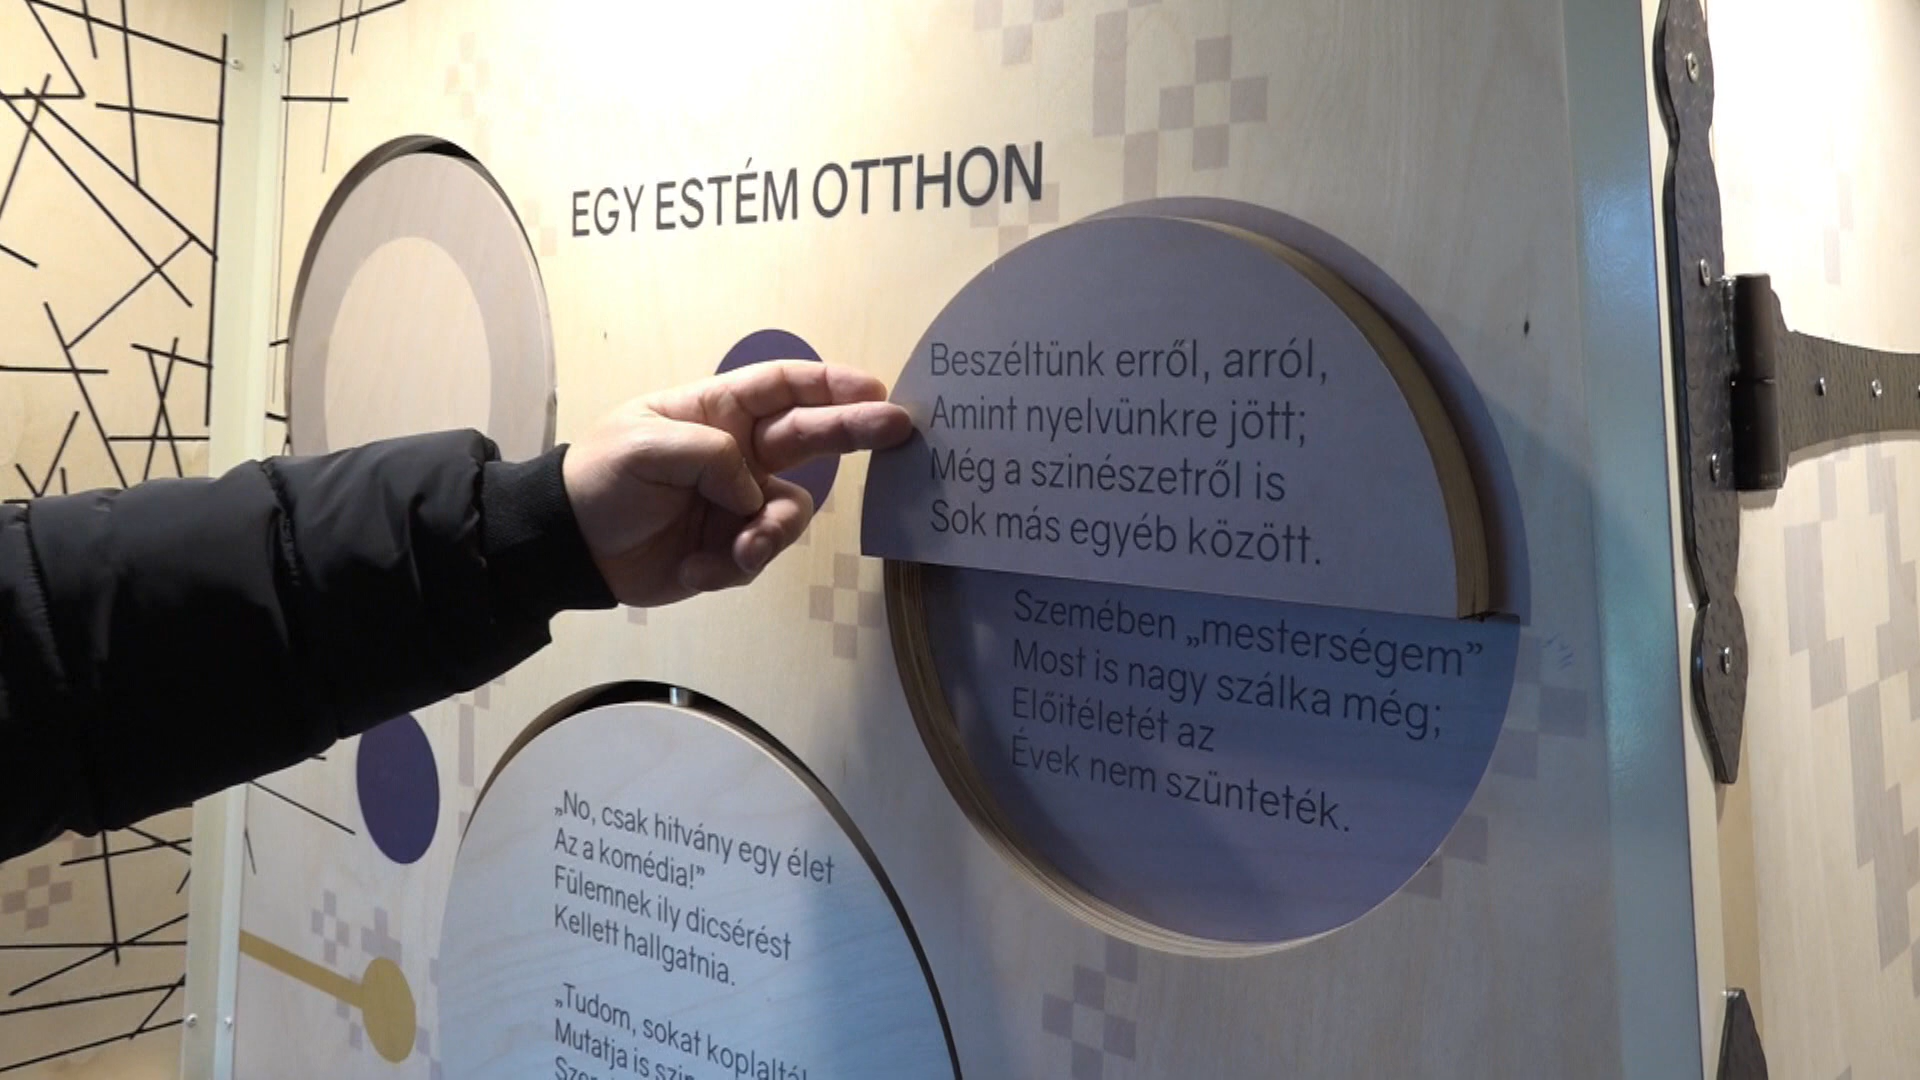 EGY ESTÉM OTTHON
Beszéltünk erről, arról,
Amint nyelvünkre jött;
Még a szinészetről is
Sok más egyéb között.
Szemében „mesterségem”
Most is nagy szálka még;
Előitéletét az
Évek nem szünteték.
„No, csak hitvány egy élet
Az a komédia!”
Fülemnek ily dicsérést
Kellett hallgatnia.
„Tudom, sokat
Mutatja is